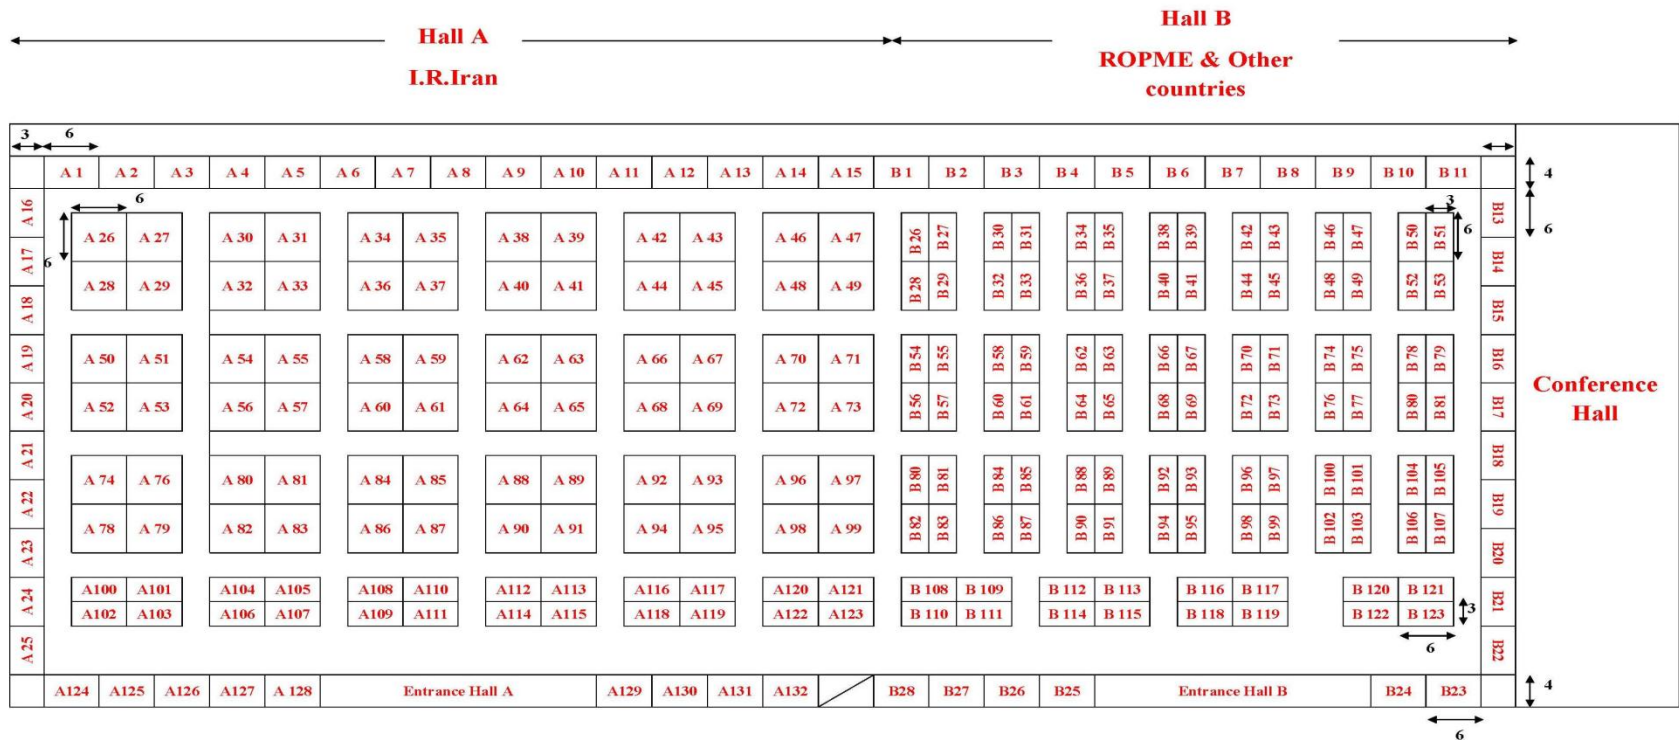 Hall A
I.R.Iran
Hall B
ROPME & Other
countries
3 6
A 1 A 2 A 3 A 4 A 5 A 6 A 7 A 8 A 9 A 10 A 11 A 12 A 13 A 14 A 15 B 1 B 2 B 3 B 4 B 5 B 6 B 7 B 8 B 9 B 10 B 11 4
A 16 6 B13 3
A 26 A 27 A 30 A 31 A 34 A 35 A 38 A 39 A 42 A 43 A 46 A 47 B 26 B 27 B 30 B 31 B 34 B 35 B 38 B 39 B 42 B 43 B 46 B 47 B 50 B 51 6 6
A 17 6 B14
A 28 A 29 A 32 A 33 A 36 A 37 A 40 A 41 A 44 A 45 A 48 A 49 B 28 B 29 B 32 B 33 B 36 B 37 B 40 B 41 B 44 B 45 B 48 B 49 B 52 B 53
A 18 B15
A 19 A 50 A 51 A 54 A 55 A 58 A 59 A 62 A 63 A 66 A 67 A 70 A 71 B 54 B 55 B 58 B 59 B 62 B 63 B 66 B 67 B 70 B 71 B 74 B 75 B 78 B 79 B16
A 20 A 52 A 53 A 56 A 57 A 60 A 61 A 64 A 65 A 68 A 69 A 72 A 73 B 56 B 57 B 60 B 61 B 64 B 65 B 68 B 69 B 72 B 73 B 76 B 77 B 80 B 81 B17
Conference
Hall
A 21 B18
A 74 A 76 A 80 A 81 A 84 A 85 A 88 A 89 A 92 A 93 A 96 A 97 B 80 B 81 B 84 B 85 B 88 B 89 B 92 B 93 B 96 B 97 B 100 B 101 B 104 B 105
A 22 B19
A 78 A 79 A 82 A 83 A 86 A 87 A 90 A 91 A 94 A 95 A 98 A 99 B 82 B 83 B 86 B 87 B 90 B 91 B 94 B 95 B 98 B 99 B 102 B 103 B 106 B 107
A 23 B20
A 24 B21
A100 A101 A104 A105 A108 A110 A112 A113 A116 A117 A120 A121 B 108 B 109 B 112 B 113 B 116 B 117 B 120 B 121
A102 A103 A106 A107 A109 A111 A114 A115 A118 A119 A122 A123 B 110 B 111 B 114 B 115 B 118 B 119 B 122 B 123 3
A 25 6 B22
A124 A125 A126 A127 A 128 Entrance Hall A A129 A130 A131 A132 B28 B27 B26 B25 Entrance Hall B B24 B23 4
6